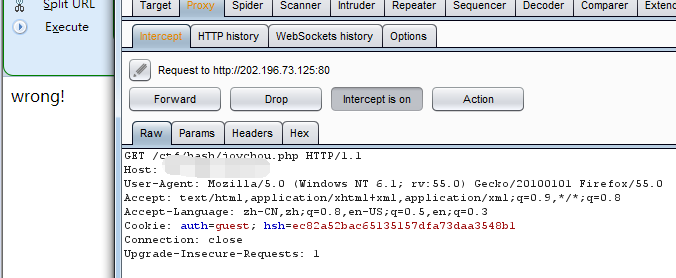 Split URL
Execute
wrong!
Target Proxy Spider Scanner Intruder Repeater Sequencer Decoder Comparer
Intercept HTTP history WebSockets history Options
Request to http://202.196.73.125:80
Forward Drop Intercept is on Action
Raw Params Headers Hex
GET /ctf/hash/joychou.php HTTP/1.1
Host:
User-Agent: Mozilla/5.0 (Windows NT 6.1; rv:55.0) Gecko/20100101 Firefox/55.0
Accept: text/html,application/xhtml+xml,application/xml;q=0.9,*/*;q=0.8
Accept-Language: zh-CN,zh;q=0.8,en-US;q=0.5,en;q=0.3
Cookie: auth=guest; hsh=ec82a52bac65135157dfa73daa3548b1
Connection: close
Upgrade-Insecure-Requests: 1